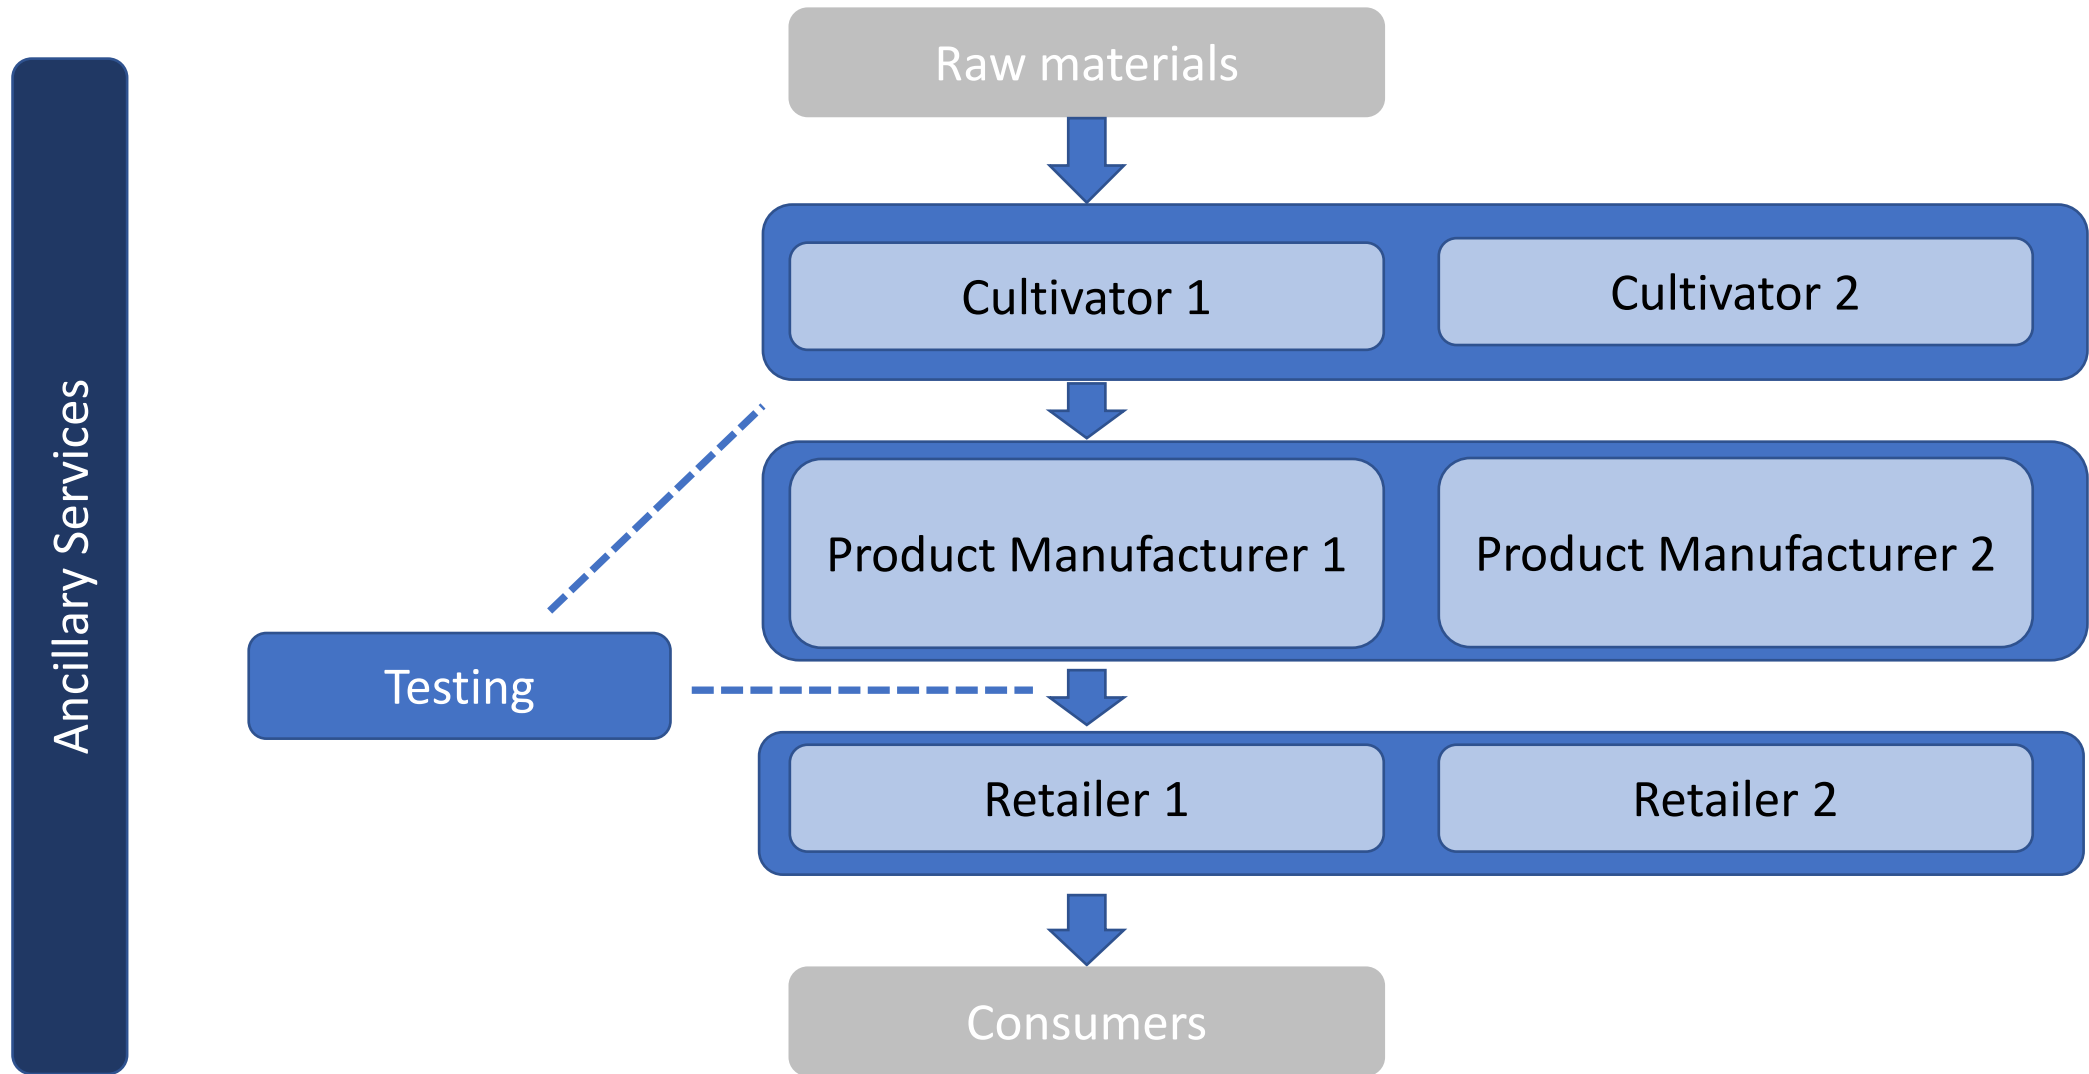 Raw materials
Ancillary Services
Cultivator 1
Cultivator 2
Product Manufacturer 1
Product Manufacturer 2
Testing
Retailer 1
Retailer 2
Consumers